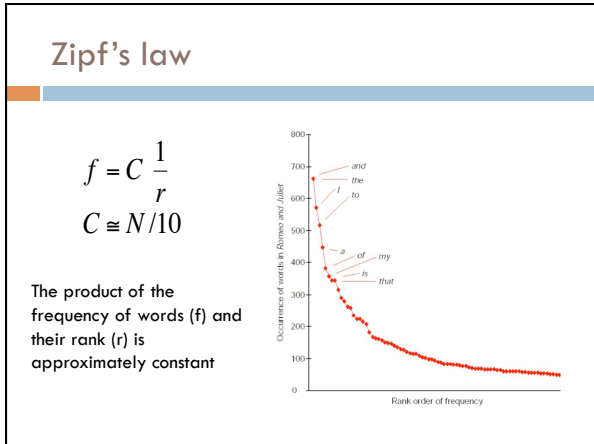 Zipf's law
f = C 1/r
C ≅ N/10
The product of the
frequency of words (f) and
their rank (r) is
approximately constant
Occurrence of words in Romeo and Juliet
800
700
600
500
400
300
200
100
0
and
the
I
to
a
of
my
is
that
Rank order of frequency